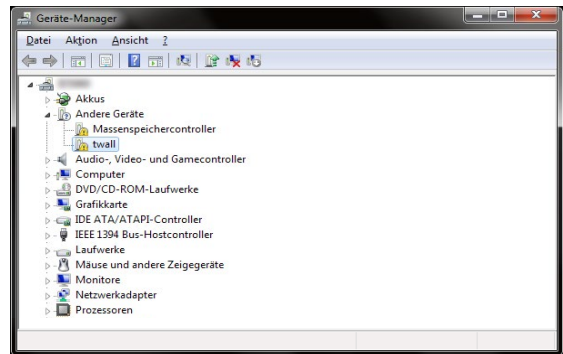 Geräte-Manager
Datei Aktion Ansicht ?
Akkus
Andere Geräte
Massenspeichercontroller
twall
Audio-, Video- und Gamecontroller
Computer
DVD/CD-ROM-Laufwerke
Grafikkarte
IDE ATA/ATAPI-Controller
IEEE 1394 Bus-Hostcontroller
Laufwerke
Mäuse und andere Zeigegeräte
Monitore
Netzwerkadapter
Prozessoren